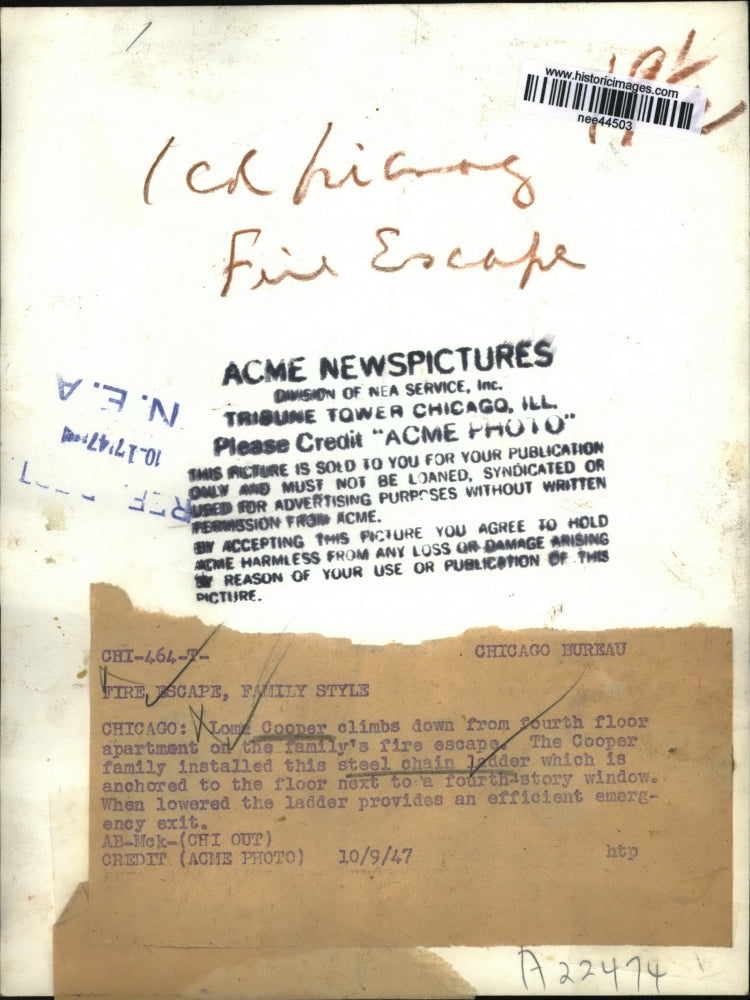 www.historicimages.com
nee44503
Fire Escape
ACME NEWSPICTURES
DIVISION OF NEA SERVICE, Inc.
TRIBUNE TOWER CHICAGO, ILL.
Please Credit "ACME PHOTO"
THIS PICTURE IS SOLD TO YOU FOR YOUR PUBLICATION
ONLY AND MUST NOT BE LOANED, SYNDICATED OR
USED FOR ADVERTISING PURPOSES WITHOUT WRITTEN
PERMISSION FROM ACME.
BY ACCEPTING THIS PICTURE YOU AGREE TO HOLD
ACME HARMLESS FROM ANY LOSS OR DAMAGE ARISING
BY REASON OF YOUR USE OR PUBLICATION OF THIS
PICTURE.
N.E.A
10.17'47
REF.
CHI-464-T-
CHICAGO BUREAU
FIRE ESCAPE, FAMILY STYLE
CHICAGO: Cooper climbs down from fourth floor
apartment on the family's fire escape. The Cooper
family installed this steel chain ladder which is
anchored to the floor next to a fourth-story window.
When lowered the ladder provides an efficient emerg-
ency exit.
AB-Mck-(CHI OUT)
CREDIT (ACME PHOTO) 10/9/47
htp
A22474